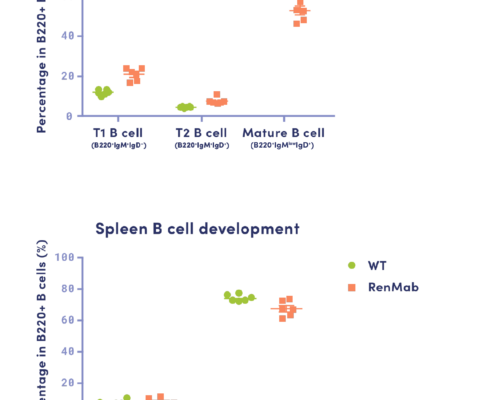 Percentage in B220+ B
40
20
0
T1 B cell T2 B cell Mature B cell
(B220⁺IgM⁺IgD⁻) (B220⁺IgM⁺IgD⁺) (B220⁺IgMˡᵒʷIgD⁺)
Spleen B cell development
entage in B220+ B cells (%)
100
80
60
40
20
WT
RenMab